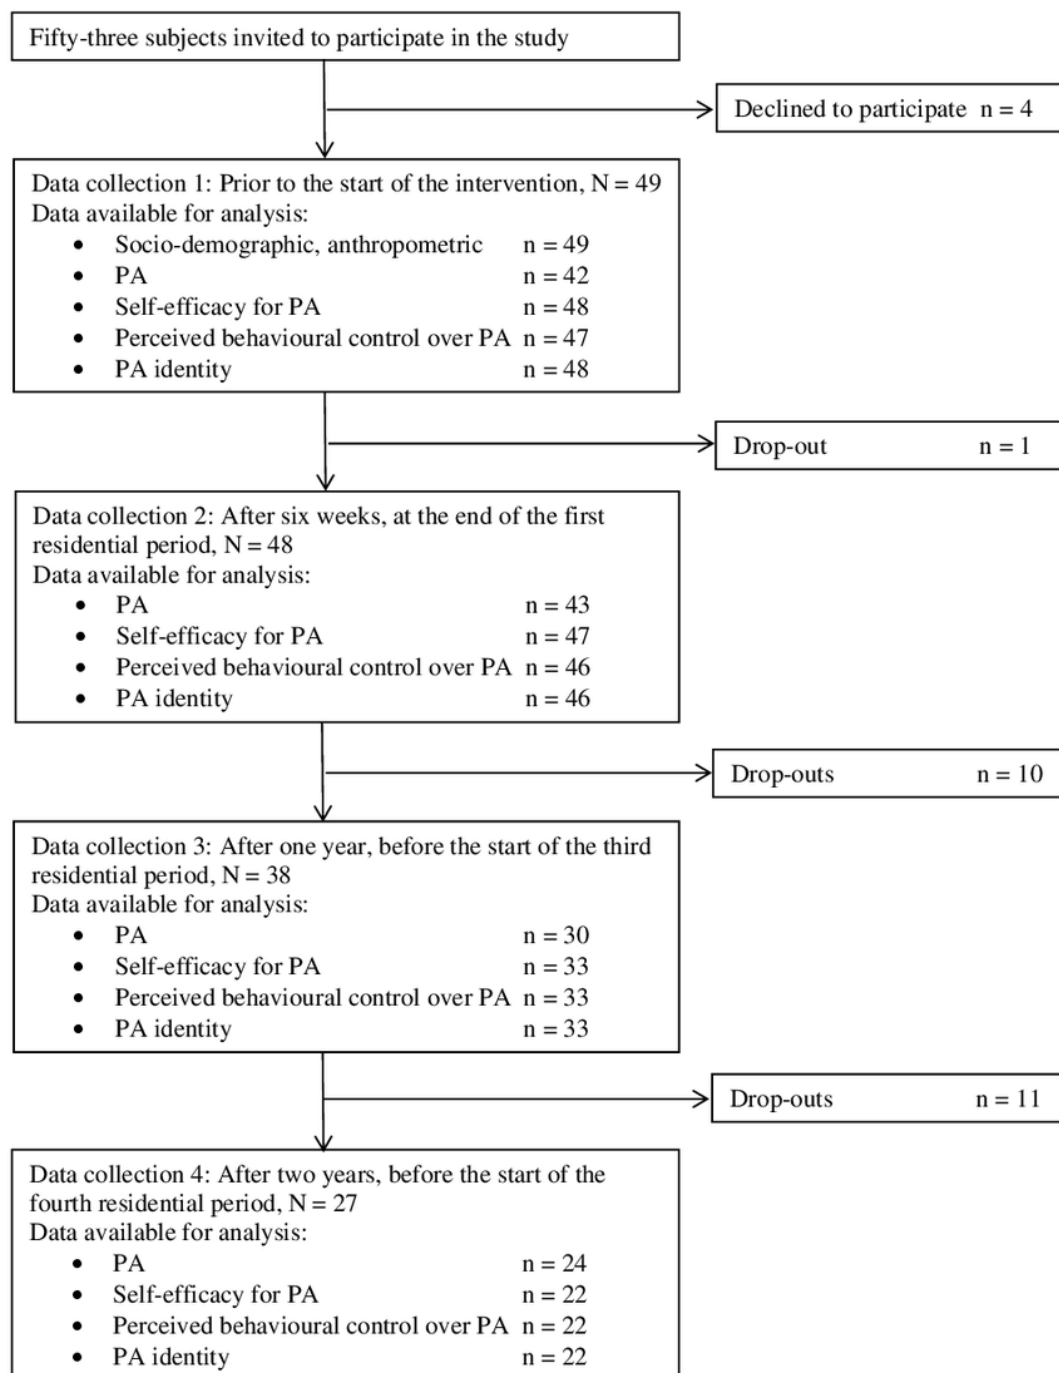 Fifty-three subjects invited to participate in the study
Declined to participate n = 4
Data collection 1: Prior to the start of the intervention, N = 49
Data available for analysis:
• Socio-demographic, anthropometric n = 49
• PA n = 42
• Self-efficacy for PA n = 48
• Perceived behavioural control over PA n = 47
• PA identity n = 48
Drop-out n = 1
Data collection 2: After six weeks, at the end of the first
residential period, N = 48
Data available for analysis:
• PA n = 43
• Self-efficacy for PA n = 47
• Perceived behavioural control over PA n = 46
• PA identity n = 46
Drop-outs n = 10
Data collection 3: After one year, before the start of the third
residential period, N = 38
Data available for analysis:
• PA n = 30
• Self-efficacy for PA n = 33
• Perceived behavioural control over PA n = 33
• PA identity n = 33
Drop-outs n = 11
Data collection 4: After two years, before the start of the
fourth residential period, N = 27
Data available for analysis:
• PA n = 24
• Self-efficacy for PA n = 22
• Perceived behavioural control over PA n = 22
• PA identity n = 22